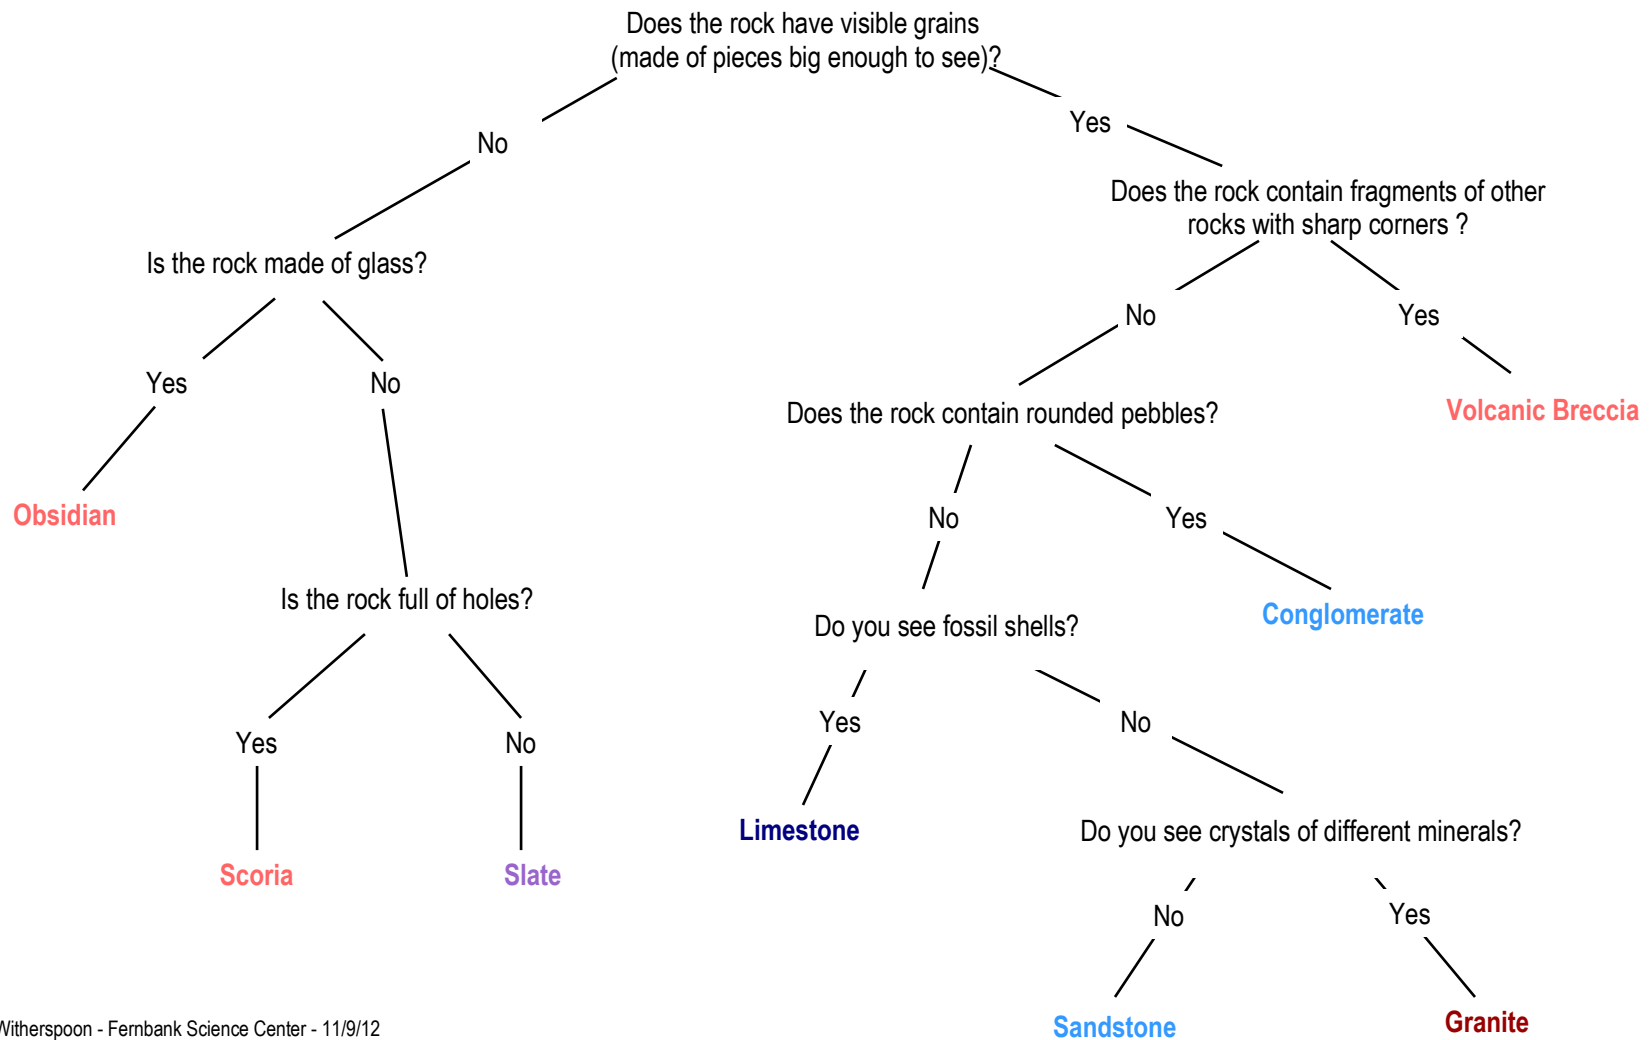 Does the rock have visible grains
(made of pieces big enough to see)?
No
Yes
Does the rock contain fragments of other
rocks with sharp corners ?
Is the rock made of glass?
No
Yes
Yes
No
Does the rock contain rounded pebbles?
Volcanic Breccia
Obsidian
No
Yes
Is the rock full of holes?
Conglomerate
Do you see fossil shells?
Yes
No
Yes
No
Limestone
Do you see crystals of different minerals?
Scoria
Slate
No
Yes
Sandstone
Granite
Witherspoon - Fernbank Science Center - 11/9/12